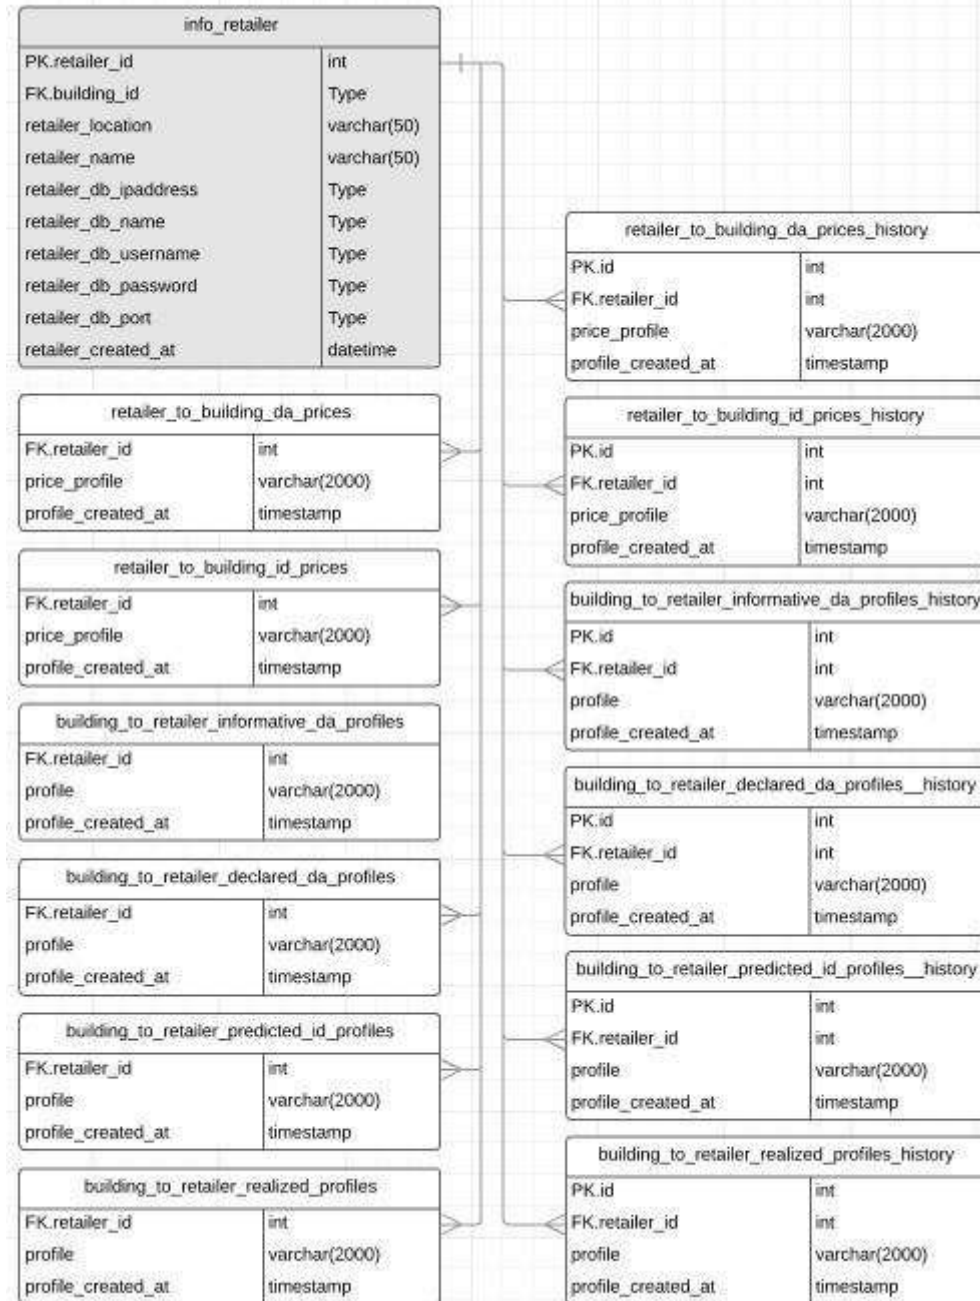 info_retailer
PK.retailer_id int
FK.building_id Type
retailer_location varchar(50)
retailer_name varchar(50)
retailer_db_ipaddress Type
retailer_db_name Type
retailer_db_username Type
retailer_db_password Type
retailer_db_port Type
retailer_created_at datetime
retailer_to_building_da_prices
FK.retailer_id int
price_profile varchar(2000)
profile_created_at timestamp
retailer_to_building_id_prices
FK.retailer_id int
price_profile varchar(2000)
profile_created_at timestamp
building_to_retailer_informative_da_profiles
FK.retailer_id int
profile varchar(2000)
profile_created_at timestamp
building_to_retailer_declared_da_profiles
FK.retailer_id int
profile varchar(2000)
profile_created_at timestamp
building_to_retailer_predicted_id_profiles
FK.retailer_id int
profile varchar(2000)
profile_created_at timestamp
building_to_retailer_realized_profiles
FK.retailer_id int
profile varchar(2000)
profile_created_at timestamp
retailer_to_building_da_prices_history
PK.id int
FK.retailer_id int
price_profile varchar(2000)
profile_created_at timestamp
retailer_to_building_id_prices_history
PK.id int
FK.retailer_id int
price_profile varchar(2000)
profile_created_at timestamp
building_to_retailer_informative_da_profiles_history
PK.id int
FK.retailer_id int
profile varchar(2000)
profile_created_at timestamp
building_to_retailer_declared_da_profiles__history
PK.id int
FK.retailer_id int
profile varchar(2000)
profile_created_at timestamp
building_to_retailer_predicted_id_profiles__history
PK.id int
FK.retailer_id int
profile varchar(2000)
profile_created_at timestamp
building_to_retailer_realized_profiles_history
PK.id int
FK.retailer_id int
profile varchar(2000)
profile_created_at timestamp